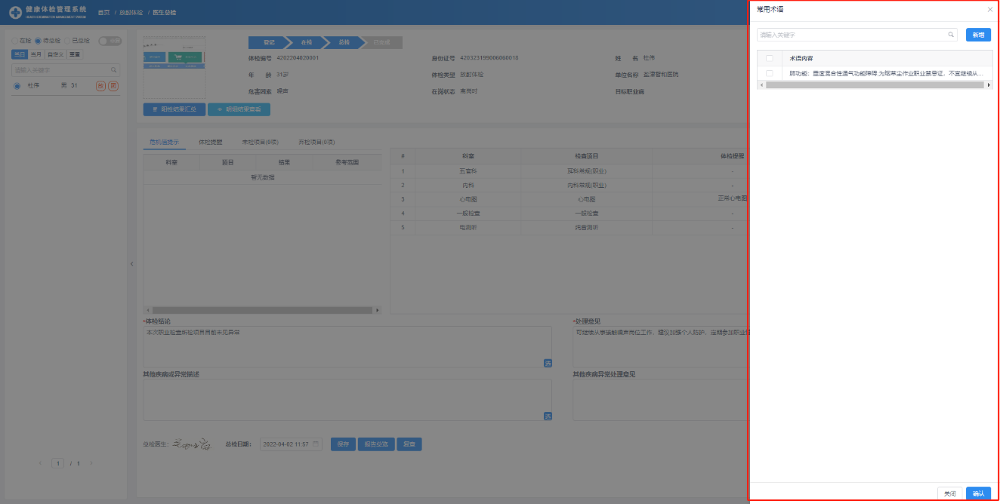 健康体检管理系统
首页 / 放射体检 / 医生总检
在检 待总检 已总检
当日 当月 自定义 重置
请输入关键字
杜伟 男 31
登记 在检 总检 已完成
体检编号 4202204020001 身份证号 420323199006060018 姓 名 杜伟
年 龄 31岁 体检类型 放射体检 单位名称 盐津智和医院
危害因素 噪声 在岗状态 离岗时 目标职业病
阳性结果汇总 明细结果查看
危机值提示 体检提醒 未检项目(0项) 弃检项目(0项)
科室 项目 结果 参考范围
暂无数据
# 科室 检查项目 体检提醒
1 五官科 耳科常规(职业) -
2 内科 内科常规(职业) -
3 心电图 心电图 正常心电图
4 一般检查 一般检查 -
5 电测听 纯音测听 -
*体检结论
本次职业检查所检项目目前未见异常
选
*处理意见
可继续从事接触噪声岗位工作，建议加强个人防护，定期参加职业
其他疾病或异常描述
选
其他疾病异常处理意见
总检医生:
总检日期: 2022-04-02 11:57 保存 报告总览 复查
1 / 1
常用术语
请输入关键字 新增
术语内容
肺功能：重度混合性通气功能障碍;为烟草尘作业职业禁忌证，不宜继续从...
关闭 确认